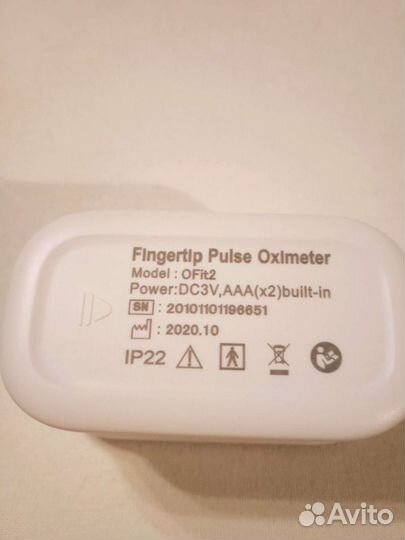 Fingertip Pulse Oximeter
Model : OFit2
Power:DC3V,AAA(x2)built-in
SN : 20101101196651
: 2020.10
IP22
Avito